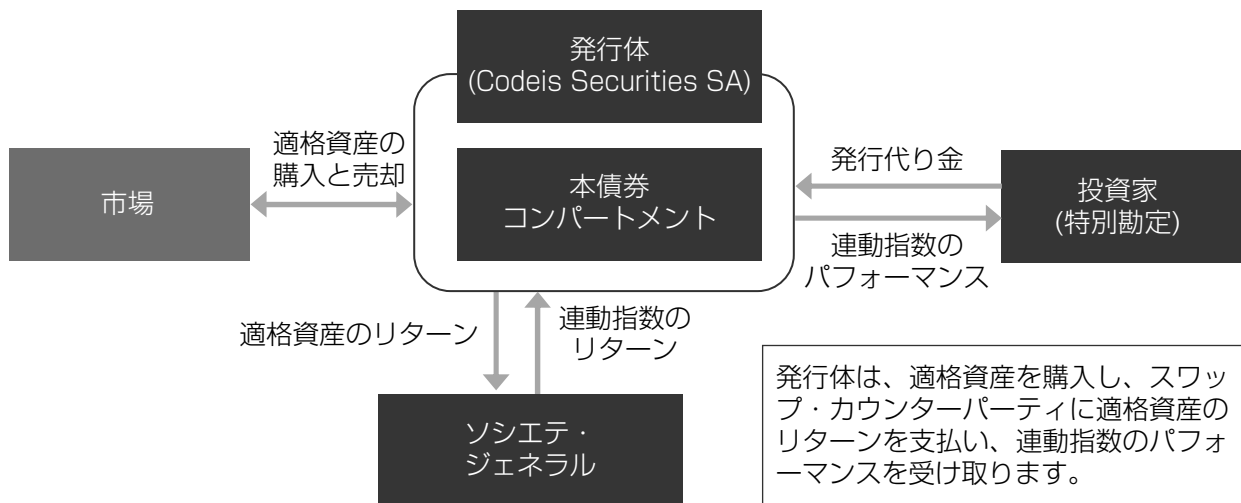 発行体
(Codeis Securities SA)
適格資産の
購入と売却
市場
本債券
コンパートメント
発行代り金
投資家
(特別勘定)
連動指数の
パフォーマンス
適格資産のリターン
連動指数の
リターン
ソシエテ・
ジェネラル
発行体は、適格資産を購入し、スワッ
プ・カウンターパーティに適格資産の
リターンを支払い、連動指数のパフォ
ーマンスを受け取ります。